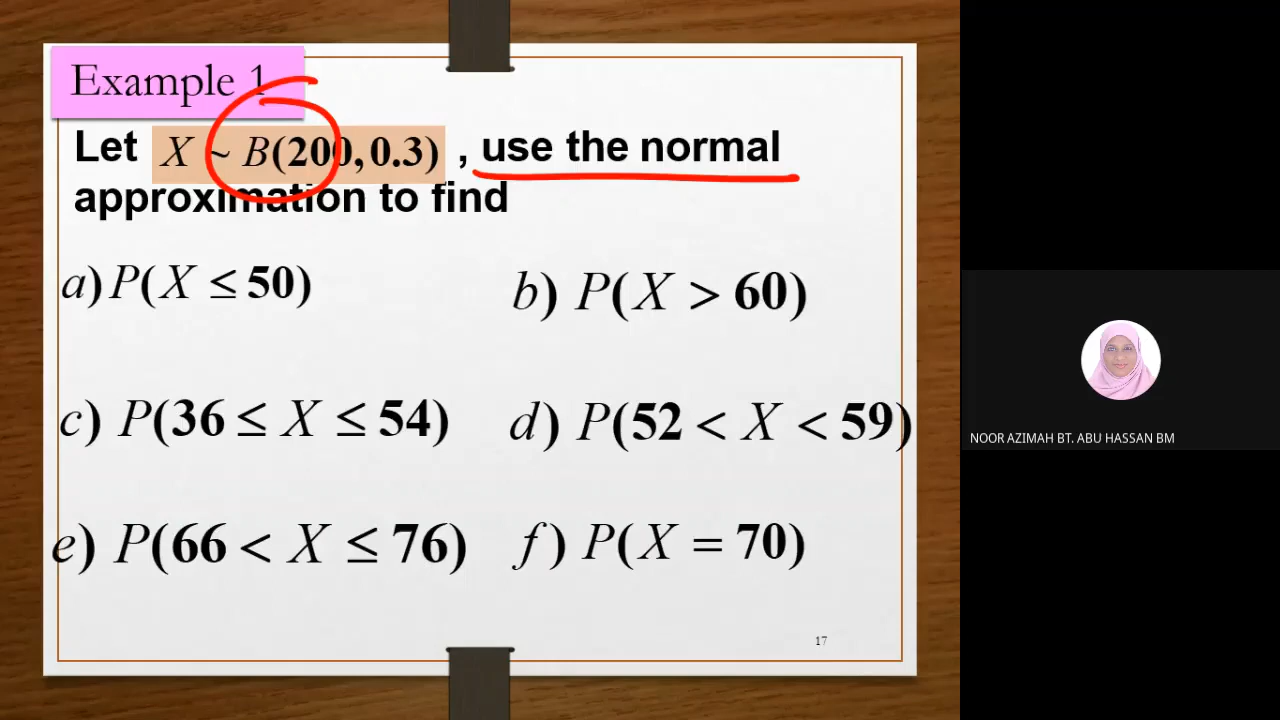 Example 1
Let X ~ B(200, 0.3) , use the normal
approximation to find
a) P(X ≤ 50)
b) P(X > 60)
c) P(36 ≤ X ≤ 54)
d) P(52 < X < 59)
e) P(66 < X ≤ 76)
f) P(X = 70)
17
NOOR AZIMAH BT. ABU HASSAN BM